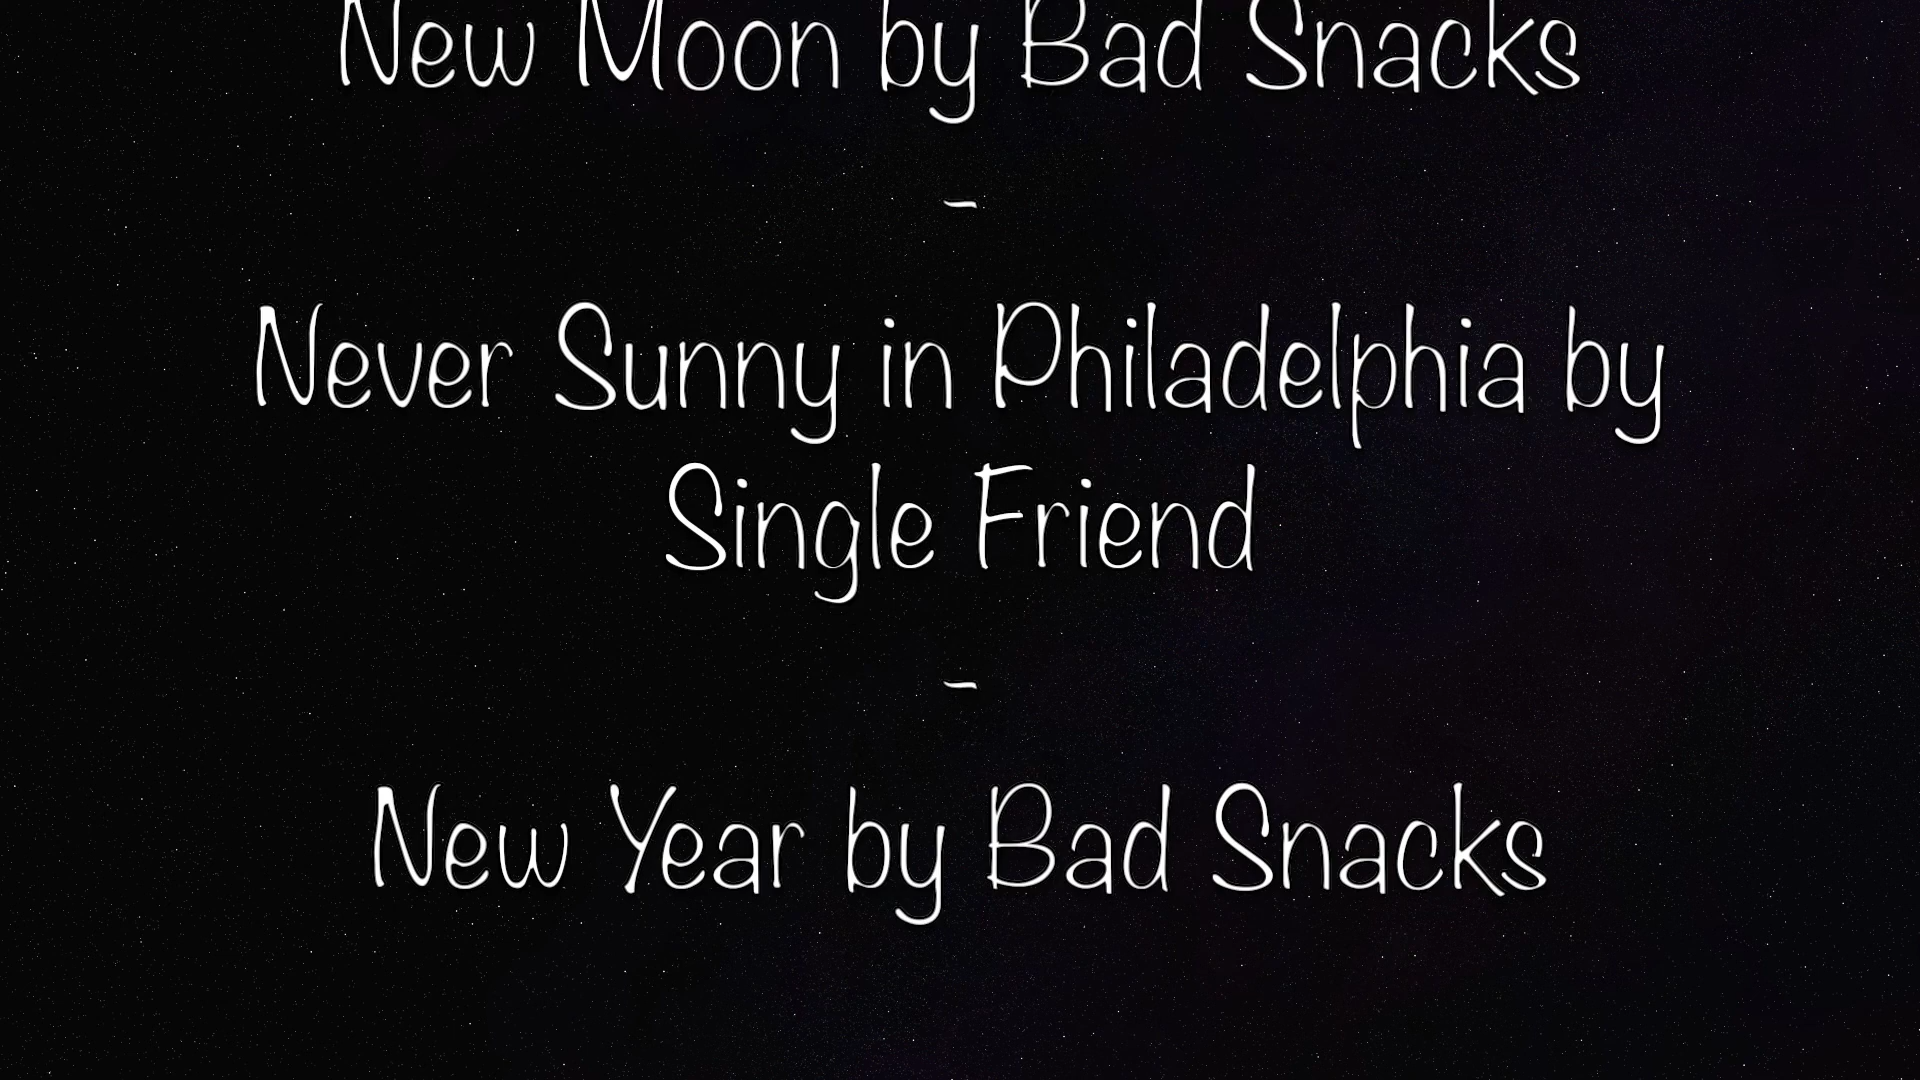 New Moon by Bad Snacks
-
Never Sunny in Philadelphia by
Single Friend
-
New Year by Bad Snacks